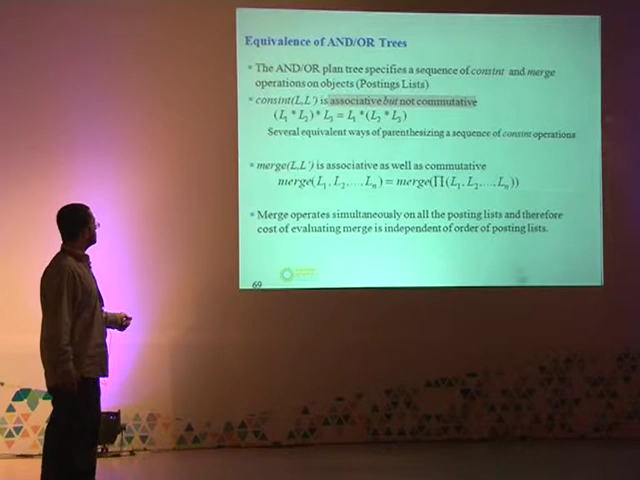 Equivalence of AND/OR Trees
The AND/OR plan tree specifies a sequence of consint and merge
operations on objects (Postings Lists)
consint(L,L') is associative but not commutative
(L1 * L2) * L3 = L1 * (L2 * L3)
Several equivalent ways of parenthesizing a sequence of consint operations
merge(L,L') is associative as well as commutative
merge(L1, L2, ..., Ln) = merge(∏(L1, L2, ..., Ln))
Merge operates simultaneously on all the posting lists and therefore
cost of evaluating merge is independent of order of posting lists.
69